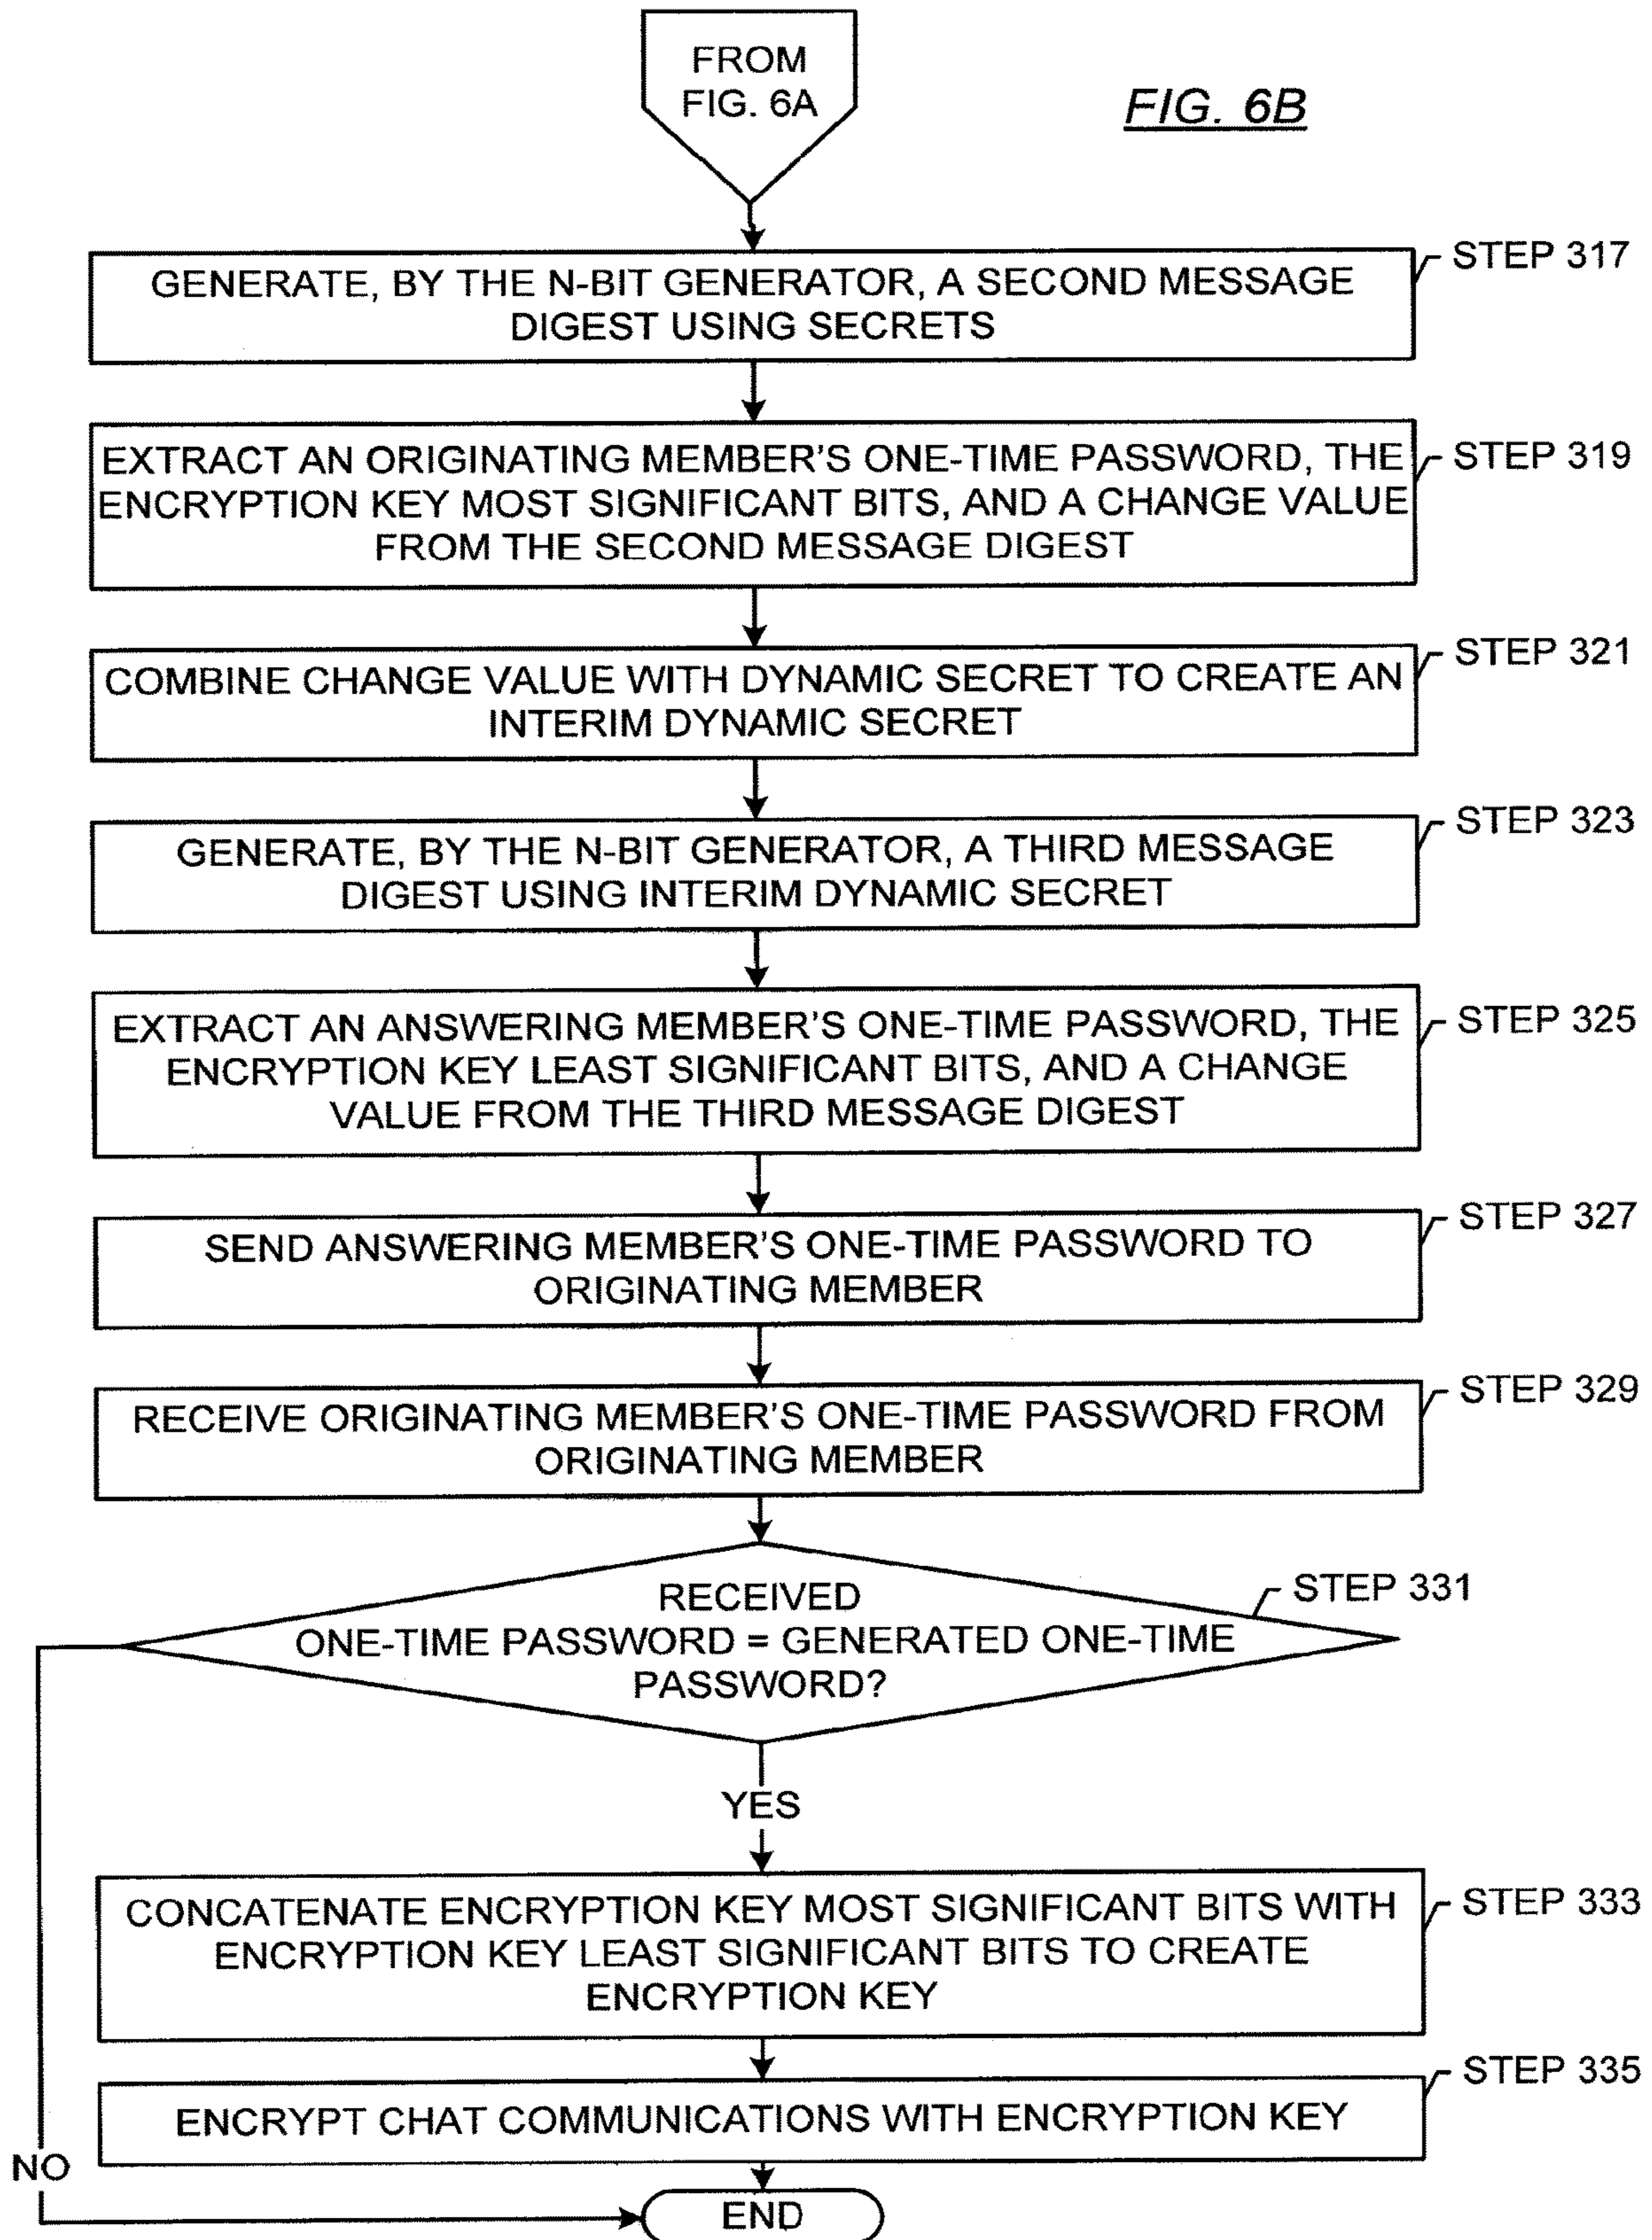 FROM
FIG. 6A
FIG. 6B
STEP 317
GENERATE, BY THE N-BIT GENERATOR, A SECOND MESSAGE
DIGEST USING SECRETS
STEP 319
EXTRACT AN ORIGINATING MEMBER'S ONE-TIME PASSWORD, THE
ENCRYPTION KEY MOST SIGNIFICANT BITS, AND A CHANGE VALUE
FROM THE SECOND MESSAGE DIGEST
STEP 321
COMBINE CHANGE VALUE WITH DYNAMIC SECRET TO CREATE AN
INTERIM DYNAMIC SECRET
STEP 323
GENERATE, BY THE N-BIT GENERATOR, A THIRD MESSAGE
DIGEST USING INTERIM DYNAMIC SECRET
STEP 325
EXTRACT AN ANSWERING MEMBER'S ONE-TIME PASSWORD, THE
ENCRYPTION KEY LEAST SIGNIFICANT BITS, AND A CHANGE
VALUE FROM THE THIRD MESSAGE DIGEST
STEP 327
SEND ANSWERING MEMBER'S ONE-TIME PASSWORD TO
ORIGINATING MEMBER
STEP 329
RECEIVE ORIGINATING MEMBER'S ONE-TIME PASSWORD FROM
ORIGINATING MEMBER
STEP 331
RECEIVED
ONE-TIME PASSWORD = GENERATED ONE-TIME
PASSWORD?
YES
STEP 333
CONCATENATE ENCRYPTION KEY MOST SIGNIFICANT BITS WITH
ENCRYPTION KEY LEAST SIGNIFICANT BITS TO CREATE
ENCRYPTION KEY
STEP 335
ENCRYPT CHAT COMMUNICATIONS WITH ENCRYPTION KEY
NO
END